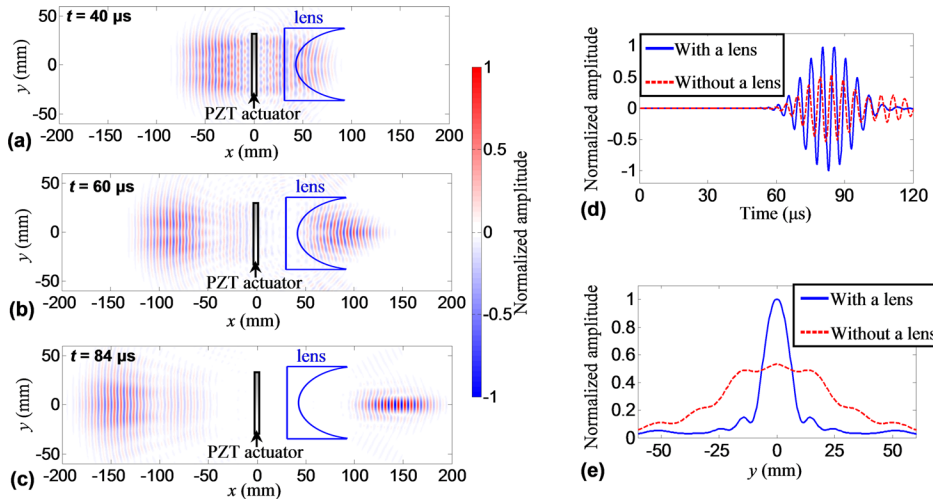 t = 40 µs
lens
50
0
-50
y (mm)
PZT actuator
-200 -150 -100 -50 0 50 100 150 200
x (mm)
(a)
t = 60 µs
lens
50
0
-50
y (mm)
PZT actuator
-200 -150 -100 -50 0 50 100 150 200
x (mm)
(b)
t = 84 µs
lens
50
0
-50
y (mm)
PZT actuator
-200 -150 -100 -50 0 50 100 150 200
x (mm)
(c)
1
0.5
0
-0.5
-1
Normalized amplitude
With a lens
Without a lens
1
0.5
0
-0.5
-1
Normalized amplitude
0 30 60 90 120
Time (µs)
(d)
With a lens
Without a lens
1
0.8
0.6
0.4
0.2
0
Normalized amplitude
-50 -25 0 25 50
y (mm)
(e)